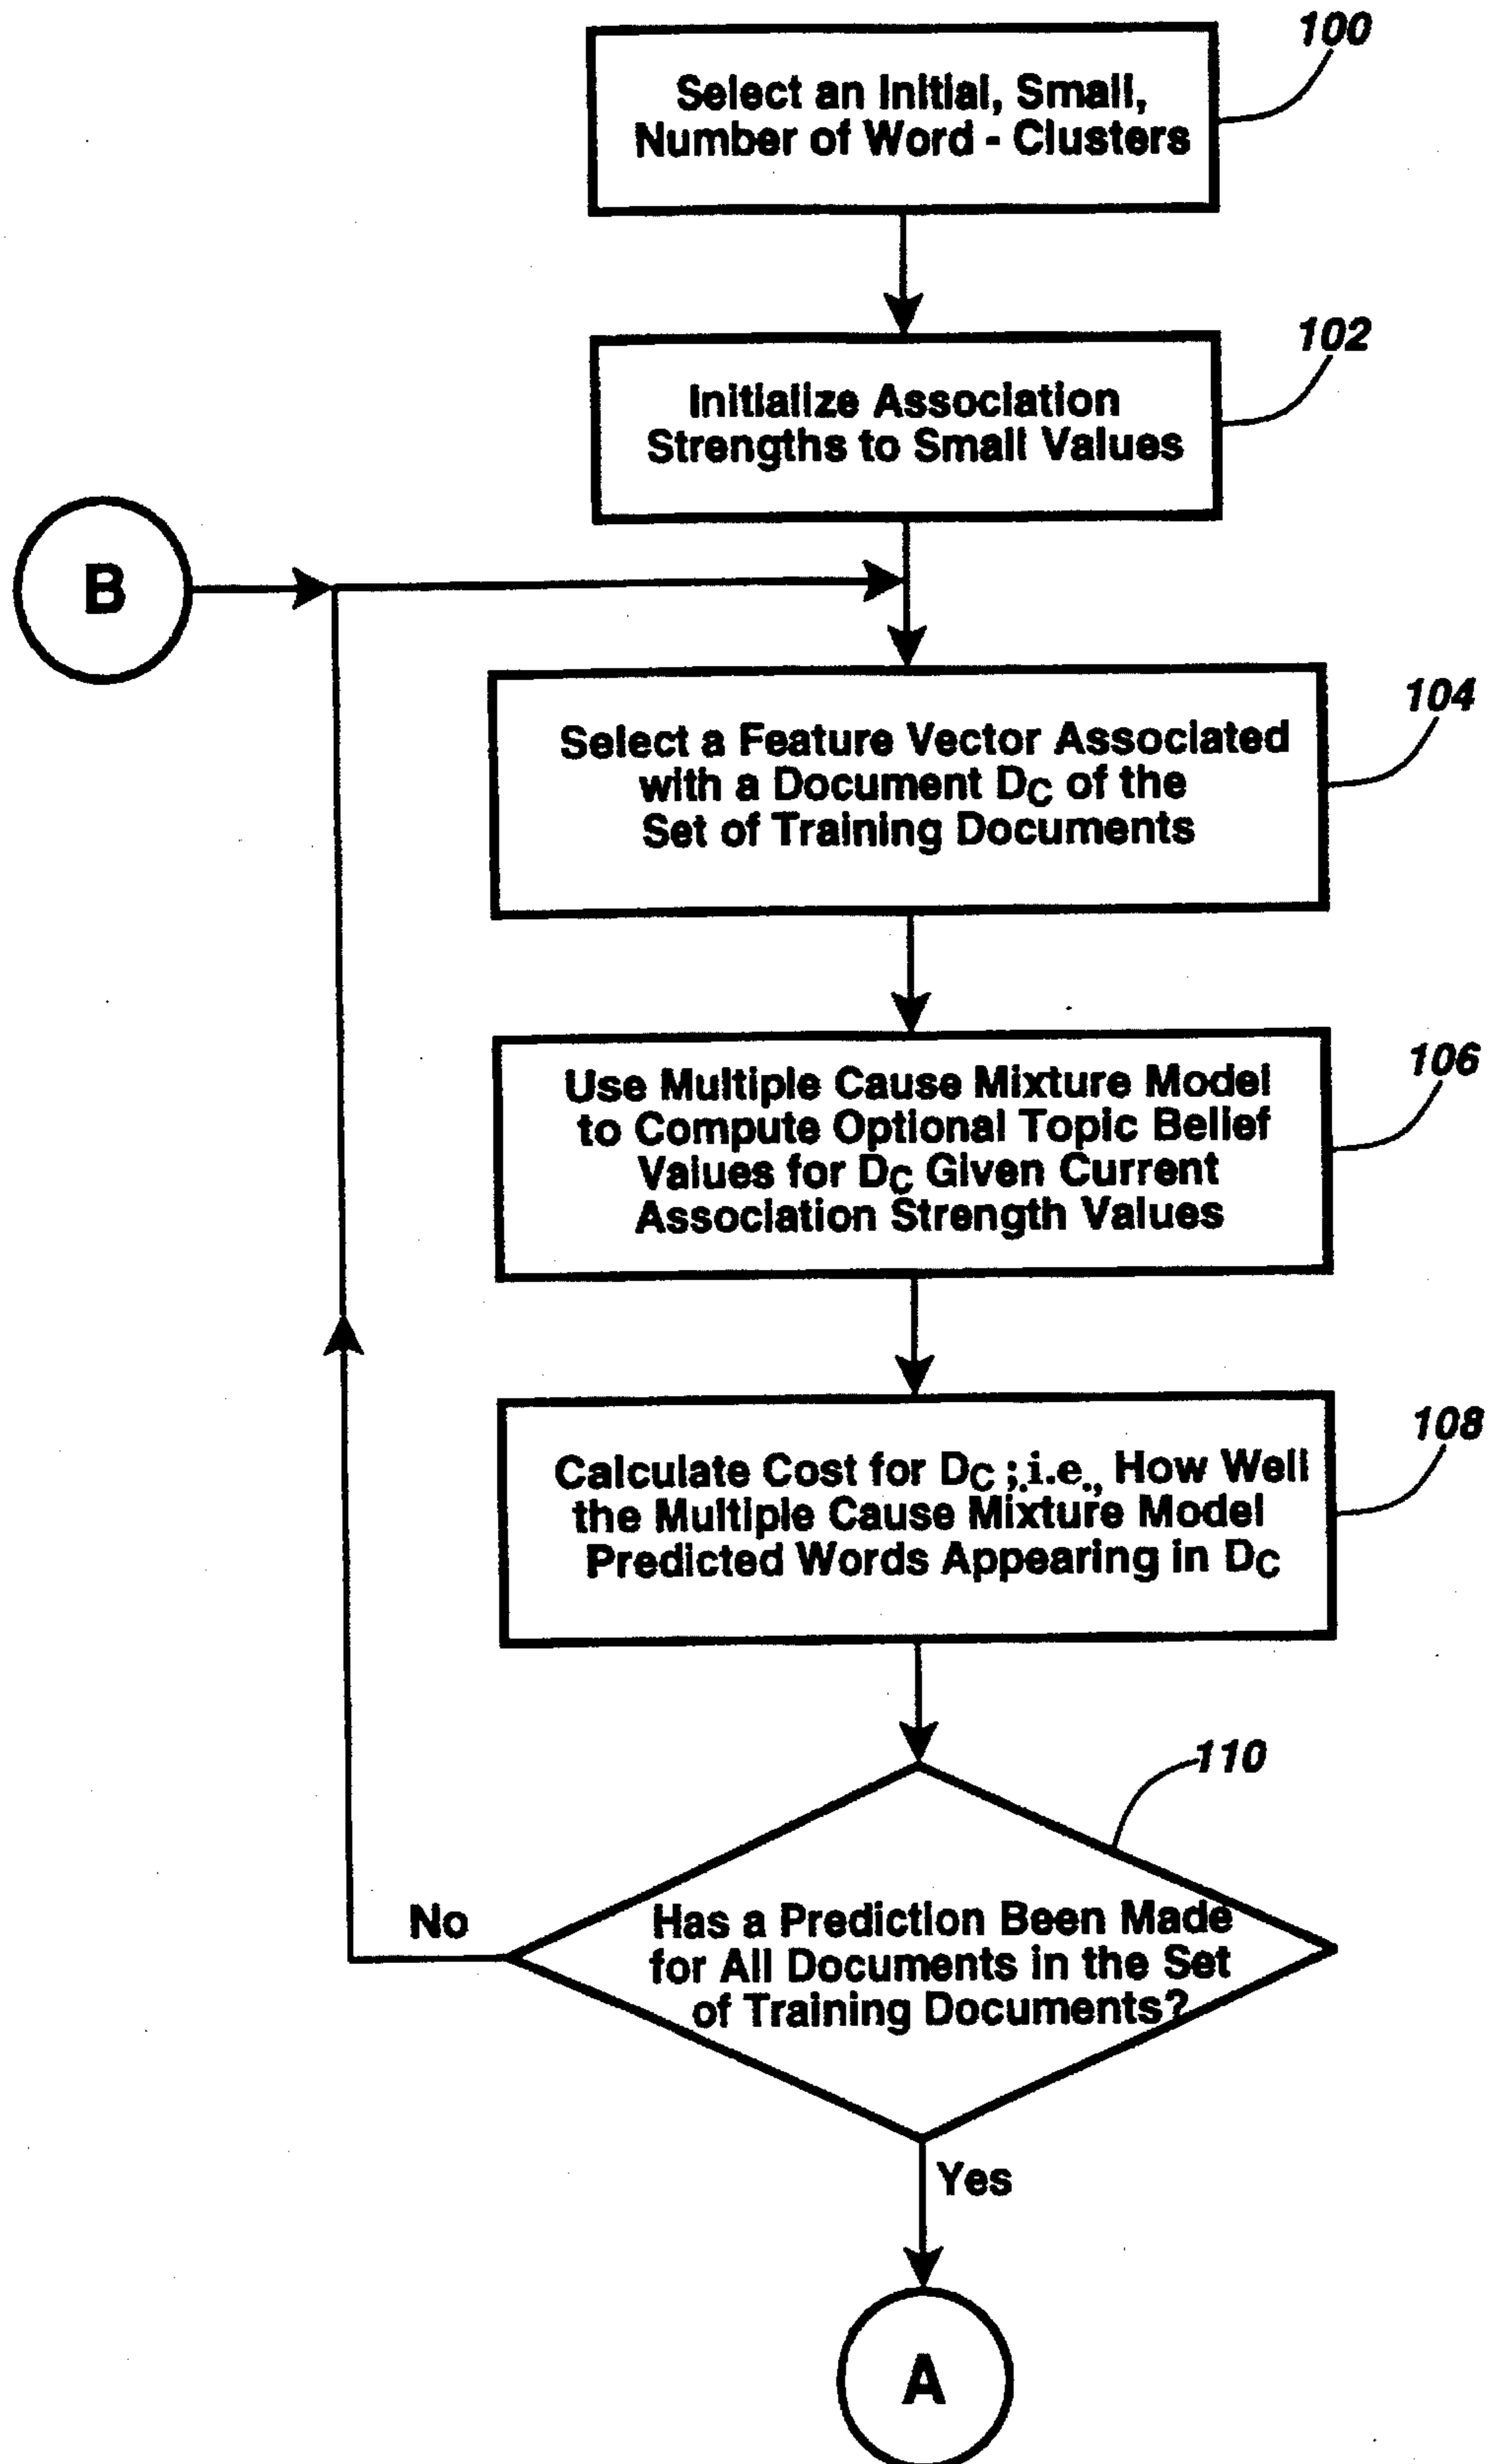 100
Select an Initial, Small,
Number of Word - Clusters
102
Initialize Association
Strengths to Small Values
B
104
Select a Feature Vector Associated
with a Document DC of the
Set of Training Documents
106
Use Multiple Cause Mixture Model
to Compute Optional Topic Belief
Values for DC Given Current
Association Strength Values
108
Calculate Cost for DC ; i.e., How Well
the Multiple Cause Mixture Model
Predicted Words Appearing in DC
110
No
Has a Prediction Been Made
for All Documents in the Set
of Training Documents?
Yes
A